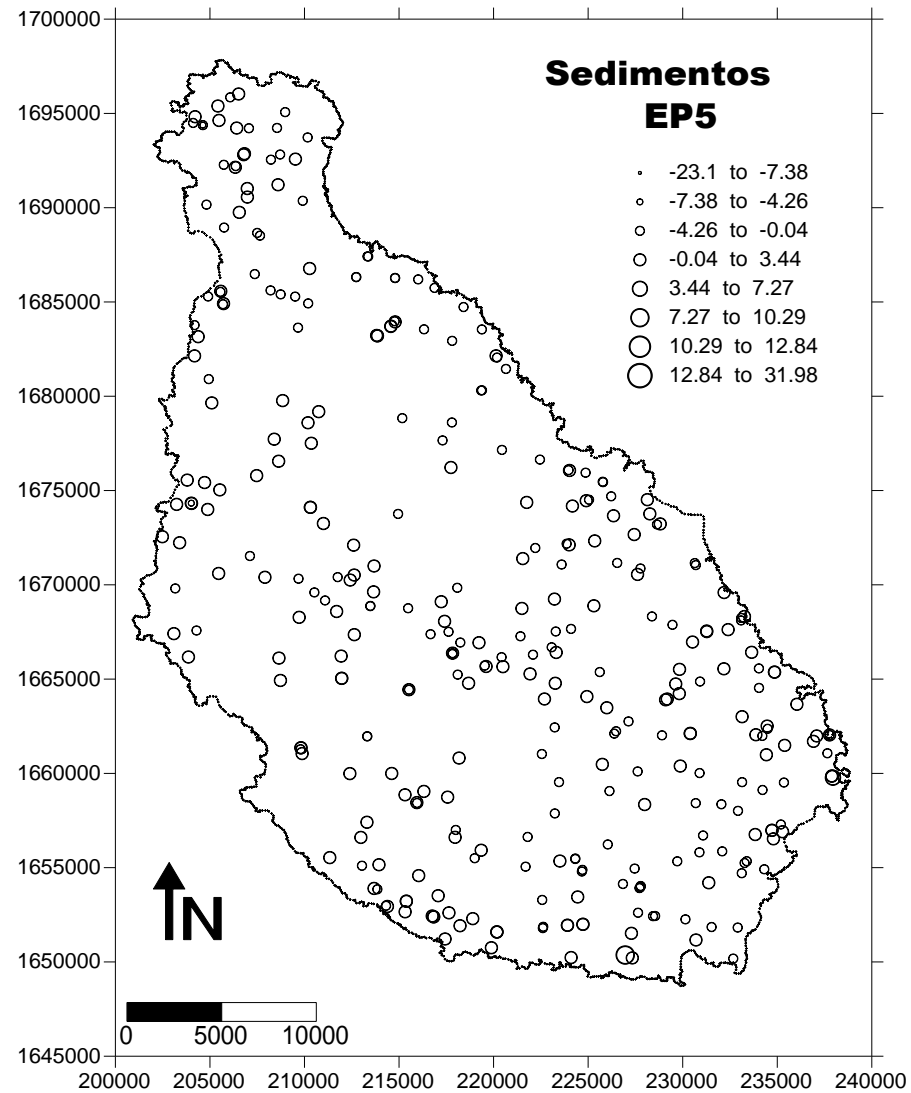 1700000
Sedimentos
EP5
1695000
-23.1 to -7.38
-7.38 to -4.26
1690000
-4.26 to -0.04
-0.04 to 3.44
1685000
3.44 to 7.27
7.27 to 10.29
10.29 to 12.84
12.84 to 31.98
1680000
1675000
1670000
1665000
1660000
1655000
N
1650000
0 5000 10000
1645000
200000 205000 210000 215000 220000 225000 230000 235000 240000